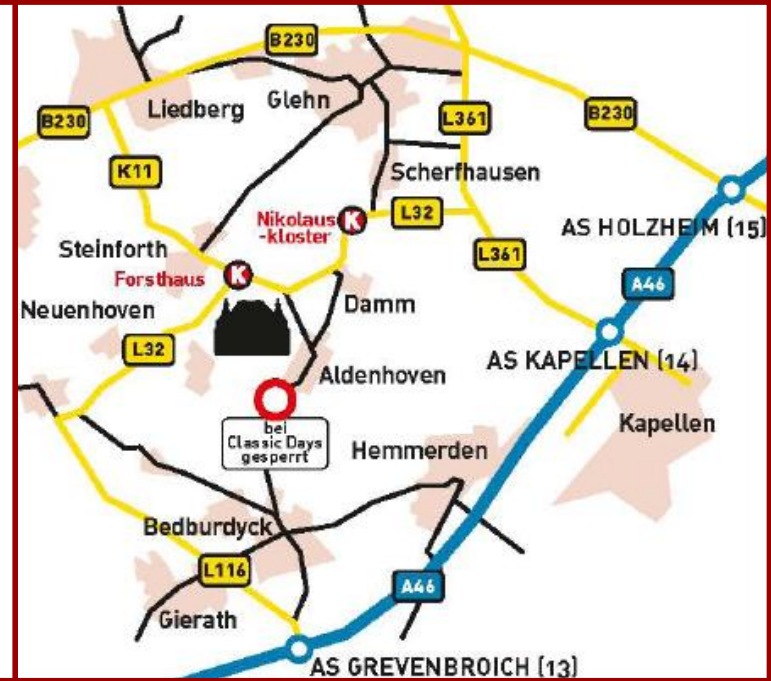 B230
Liedberg
Glehn
B230
L361
B230
K11
Scherfhausen
Nikolaus
-kloster
K
L32
AS HOLZHEIM (15)
Steinforth
Forsthaus
K
L361
A46
Neuenhoven
Damm
L32
AS KAPELLEN (14)
Aldenhoven
bei
Classic Days
gesperrt
Hemmerden
Kapellen
Bedburdyck
L116
A46
Gierath
AS GREVENBROICH (13)